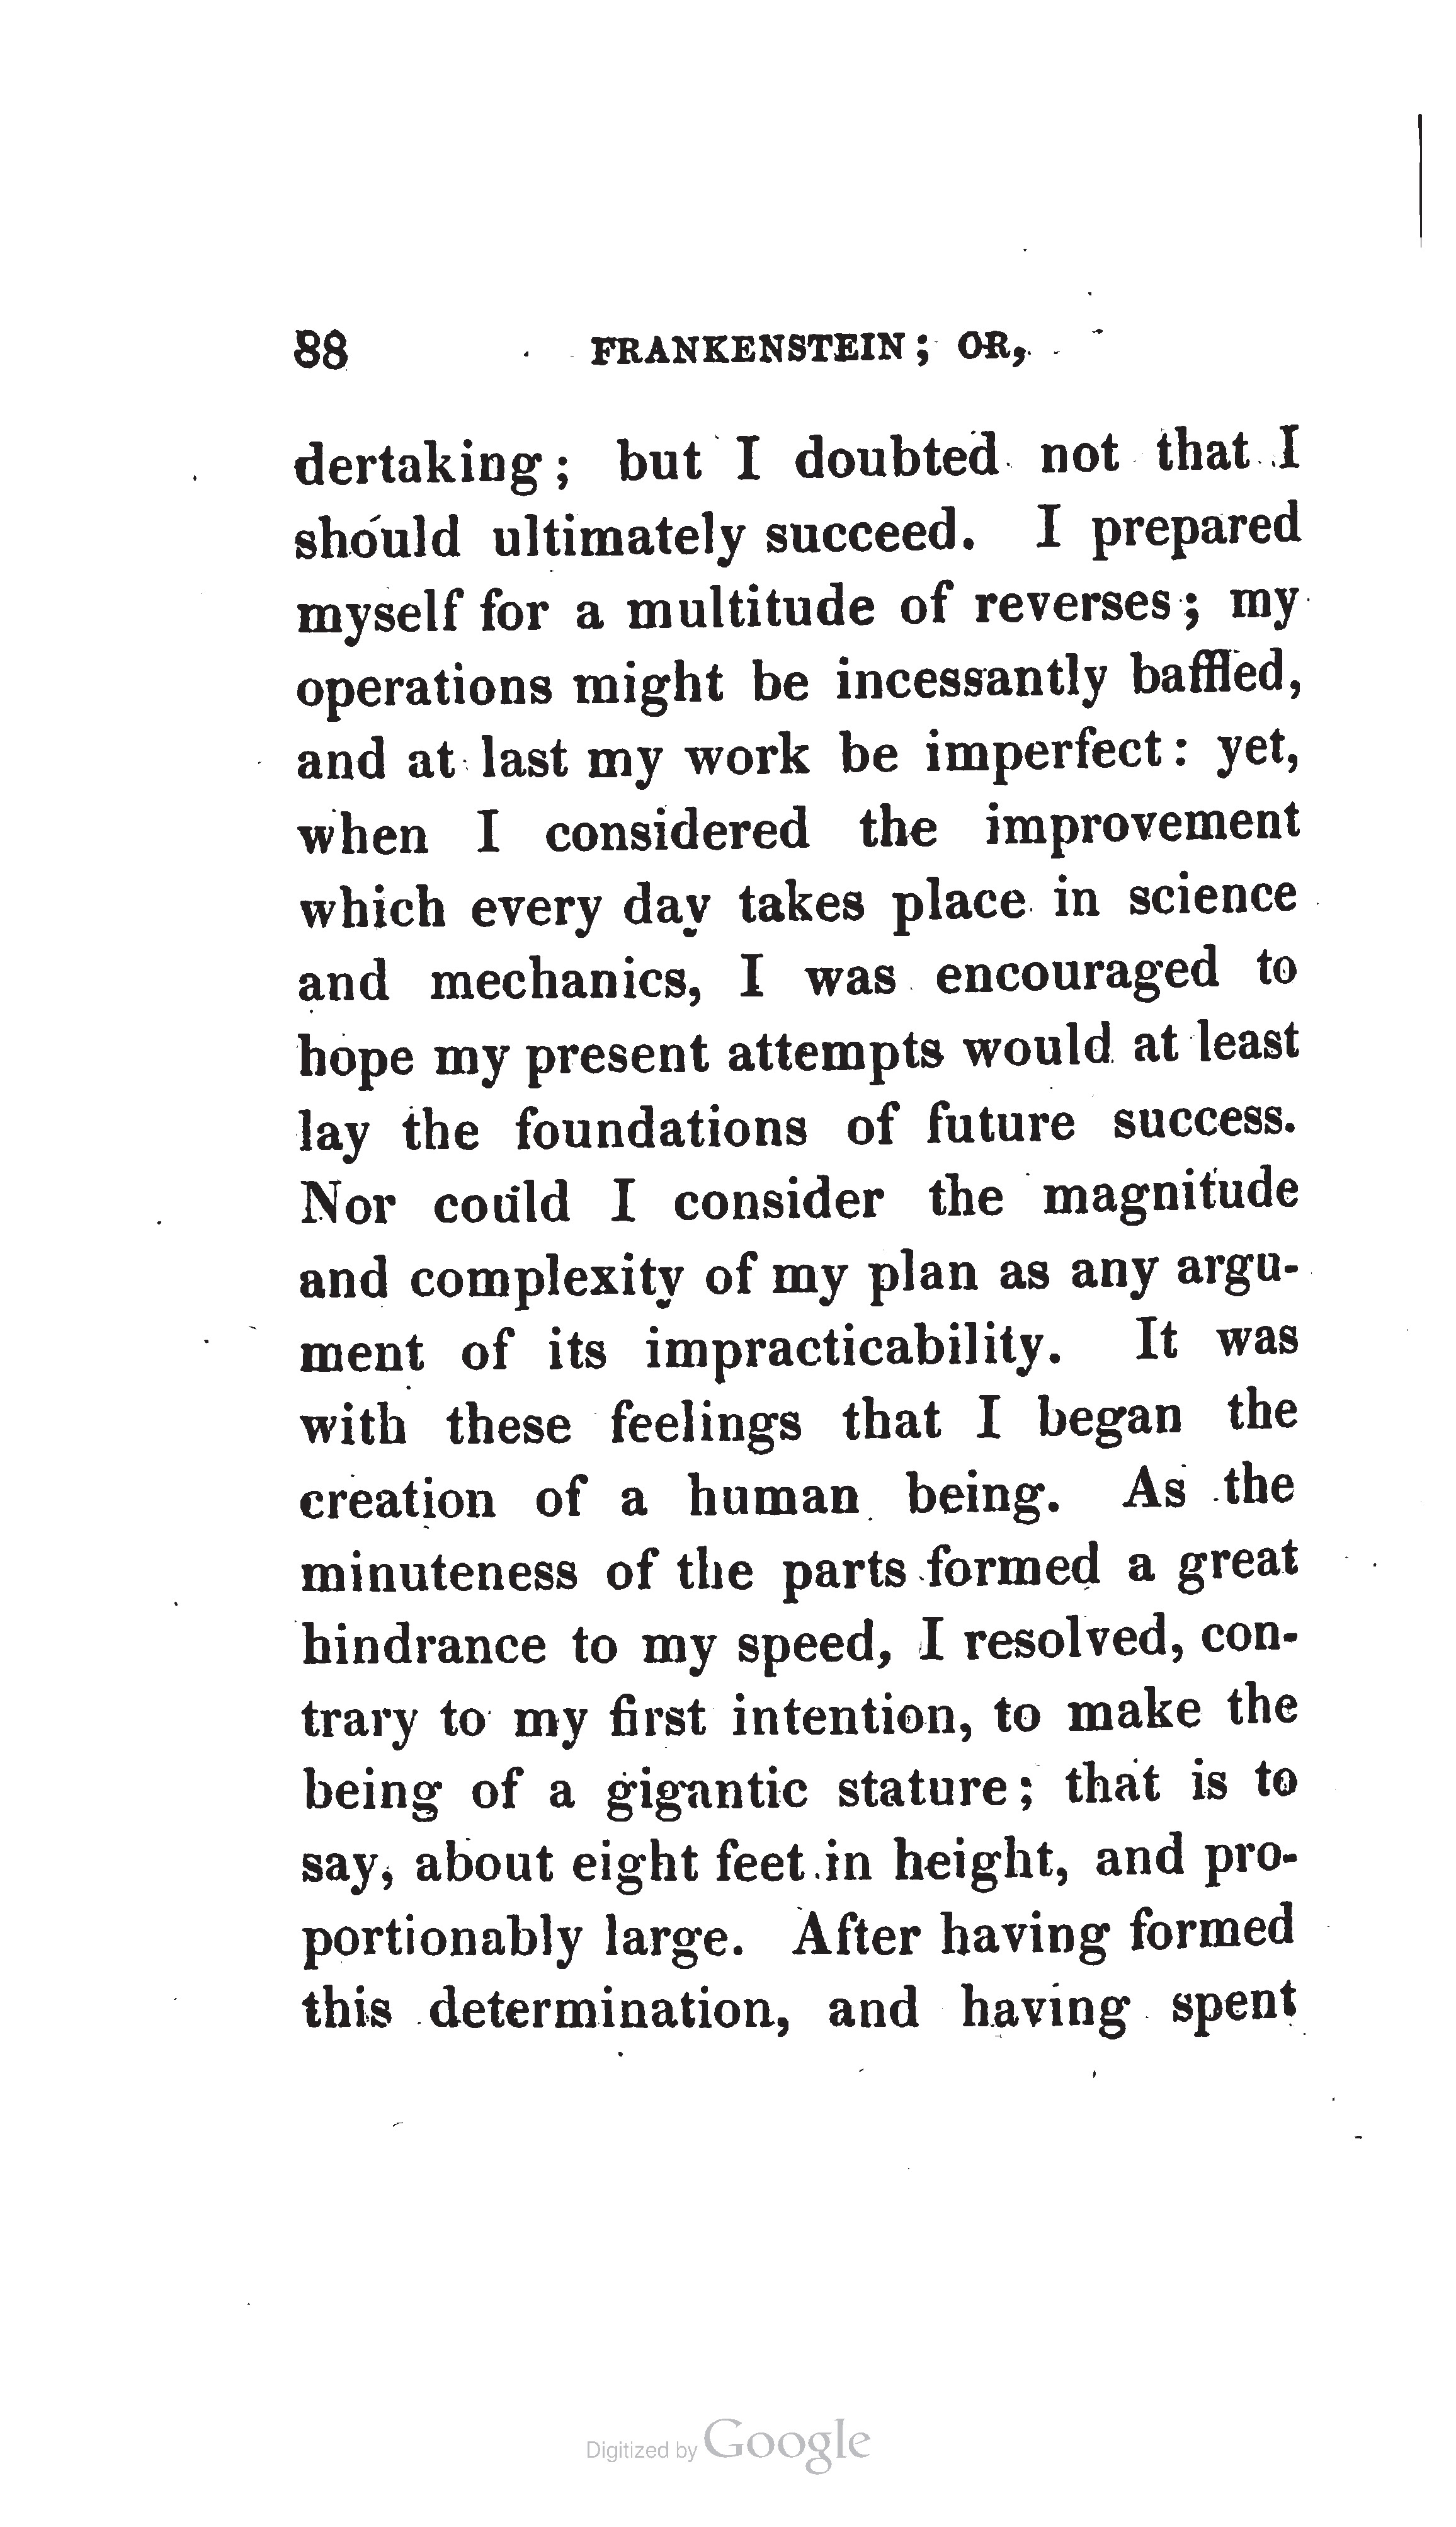 88 FRANKENSTEIN; OR,
dertaking; but I doubted not that I
should ultimately succeed. I prepared
myself for a multitude of reverses; my
operations might be incessantly baffled,
and at last my work be imperfect: yet,
when I considered the improvement
which every day takes place in science
and mechanics, I was encouraged to
hope my present attempts would at least
lay the foundations of future success.
Nor could I consider the magnitude
and complexity of my plan as any argu-
ment of its impracticability. It was
with these feelings that I began the
creation of a human being. As the
minuteness of the parts formed a great
hindrance to my speed, I resolved, con-
trary to my first intention, to make the
being of a gigantic stature; that is to
say, about eight feet in height, and pro-
portionably large. After having formed
this determination, and having spent
Digitized by Google